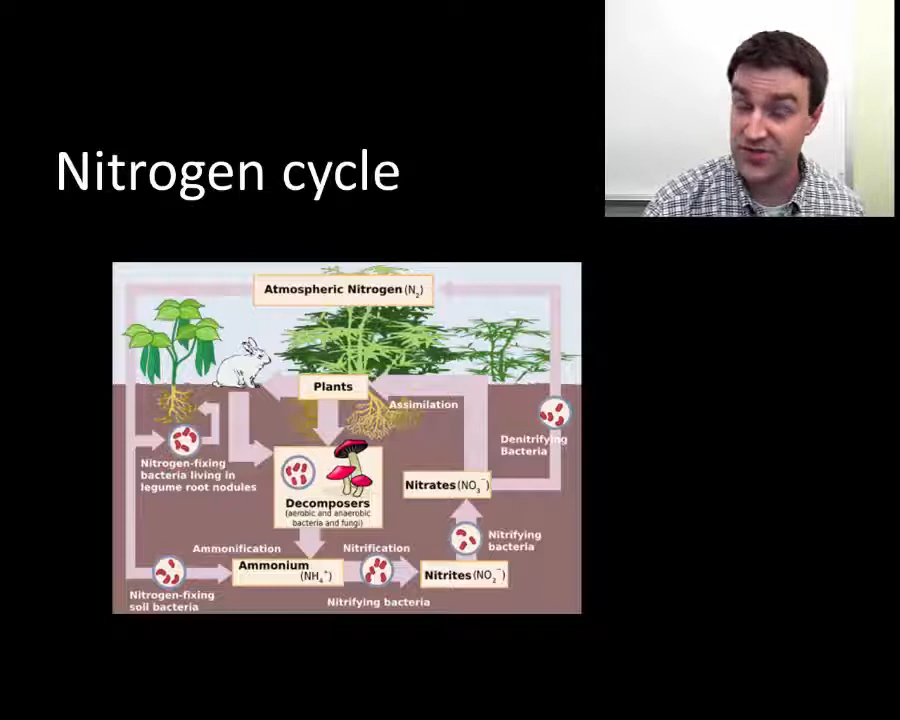 Nitrogen cycle
Atmospheric Nitrogen (N2)
Plants
Assimilation
Denitrifying
Bacteria
Nitrogen-fixing
bacteria living in
legume root nodules
Decomposers
(aerobic and anaerobic
bacteria and fungi)
Nitrates (NO3⁻)
Nitrifying
bacteria
Ammonification
Nitrification
Ammonium
(NH4⁺)
Nitrites (NO2⁻)
Nitrogen-fixing
soil bacteria
Nitrifying bacteria